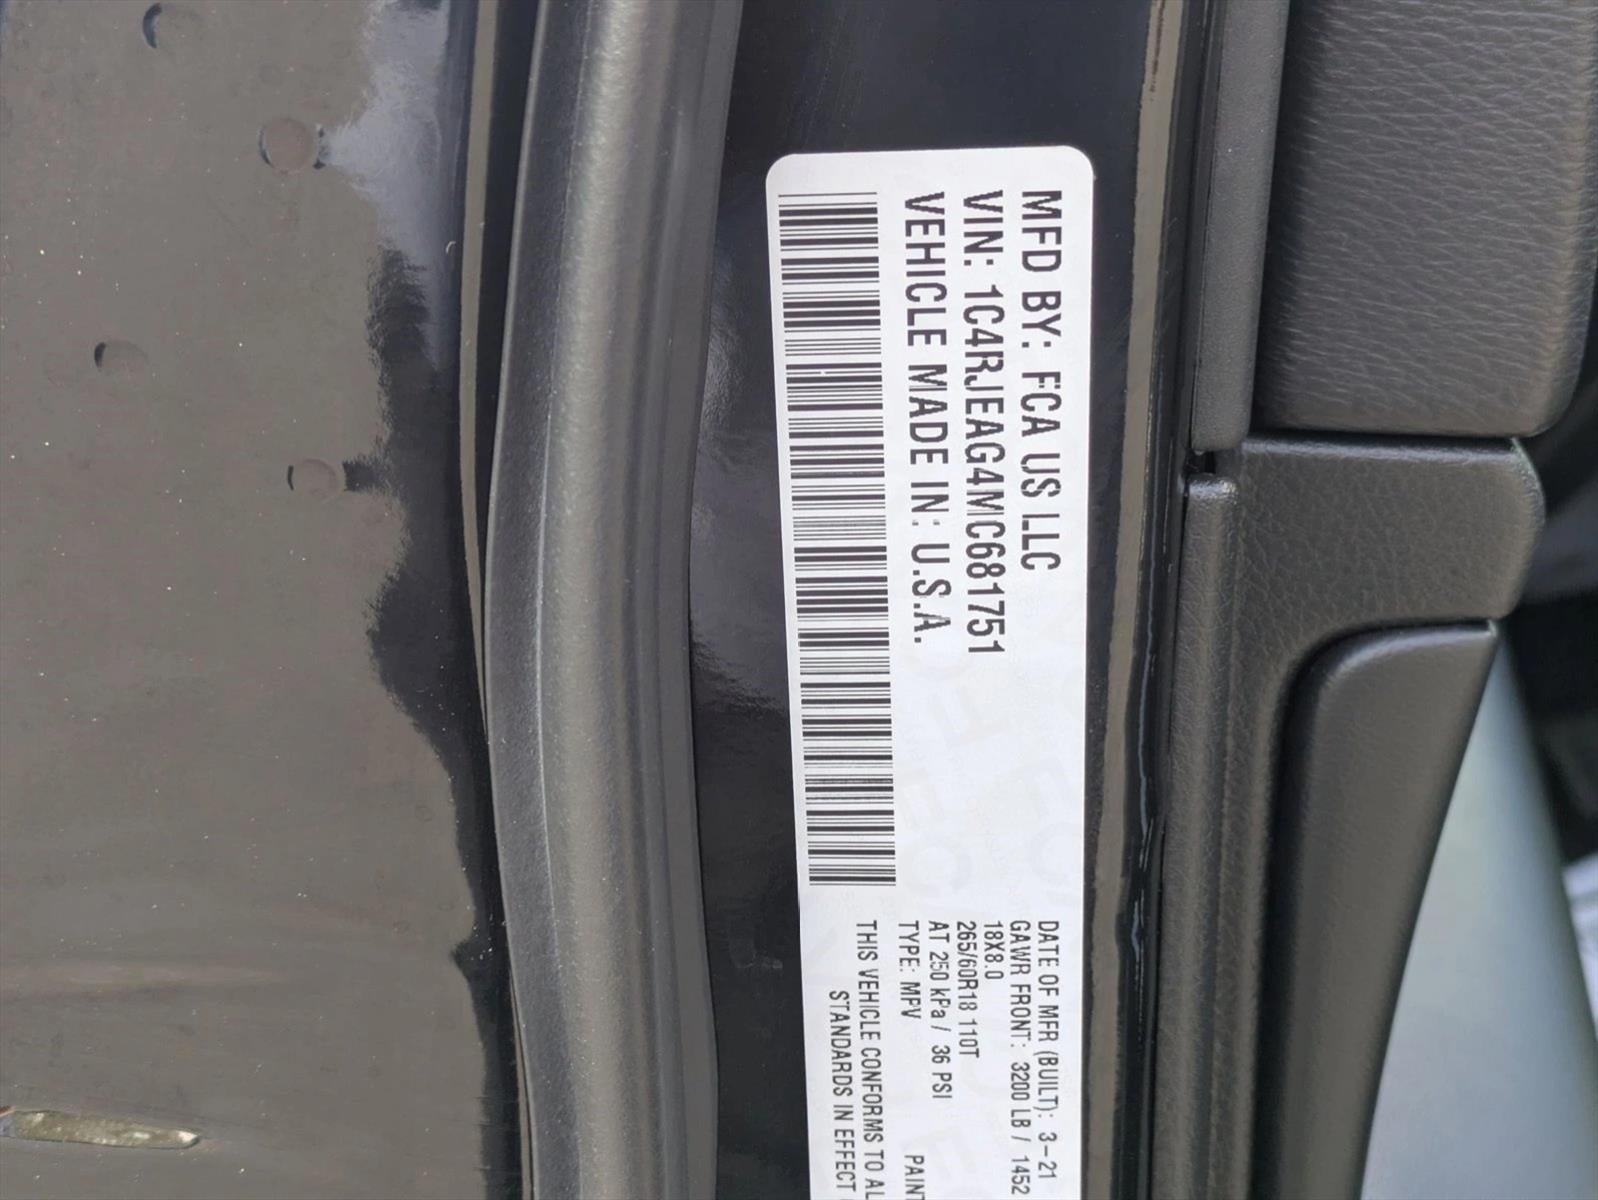 MFD BY: FCA US LLC
VIN: 1C4RJEAG4MC681751
VEHICLE MADE IN: U.S.A.
DATE OF MFR (BUILT): 3-21
GAWR FRONT: 3200 LB / 1452
18X8.0
265/60R18 110T
AT 250 kPa / 36 PSI
TYPE: MPV PAINT
THIS VEHICLE CONFORMS TO AL
STANDARDS IN EFFECT